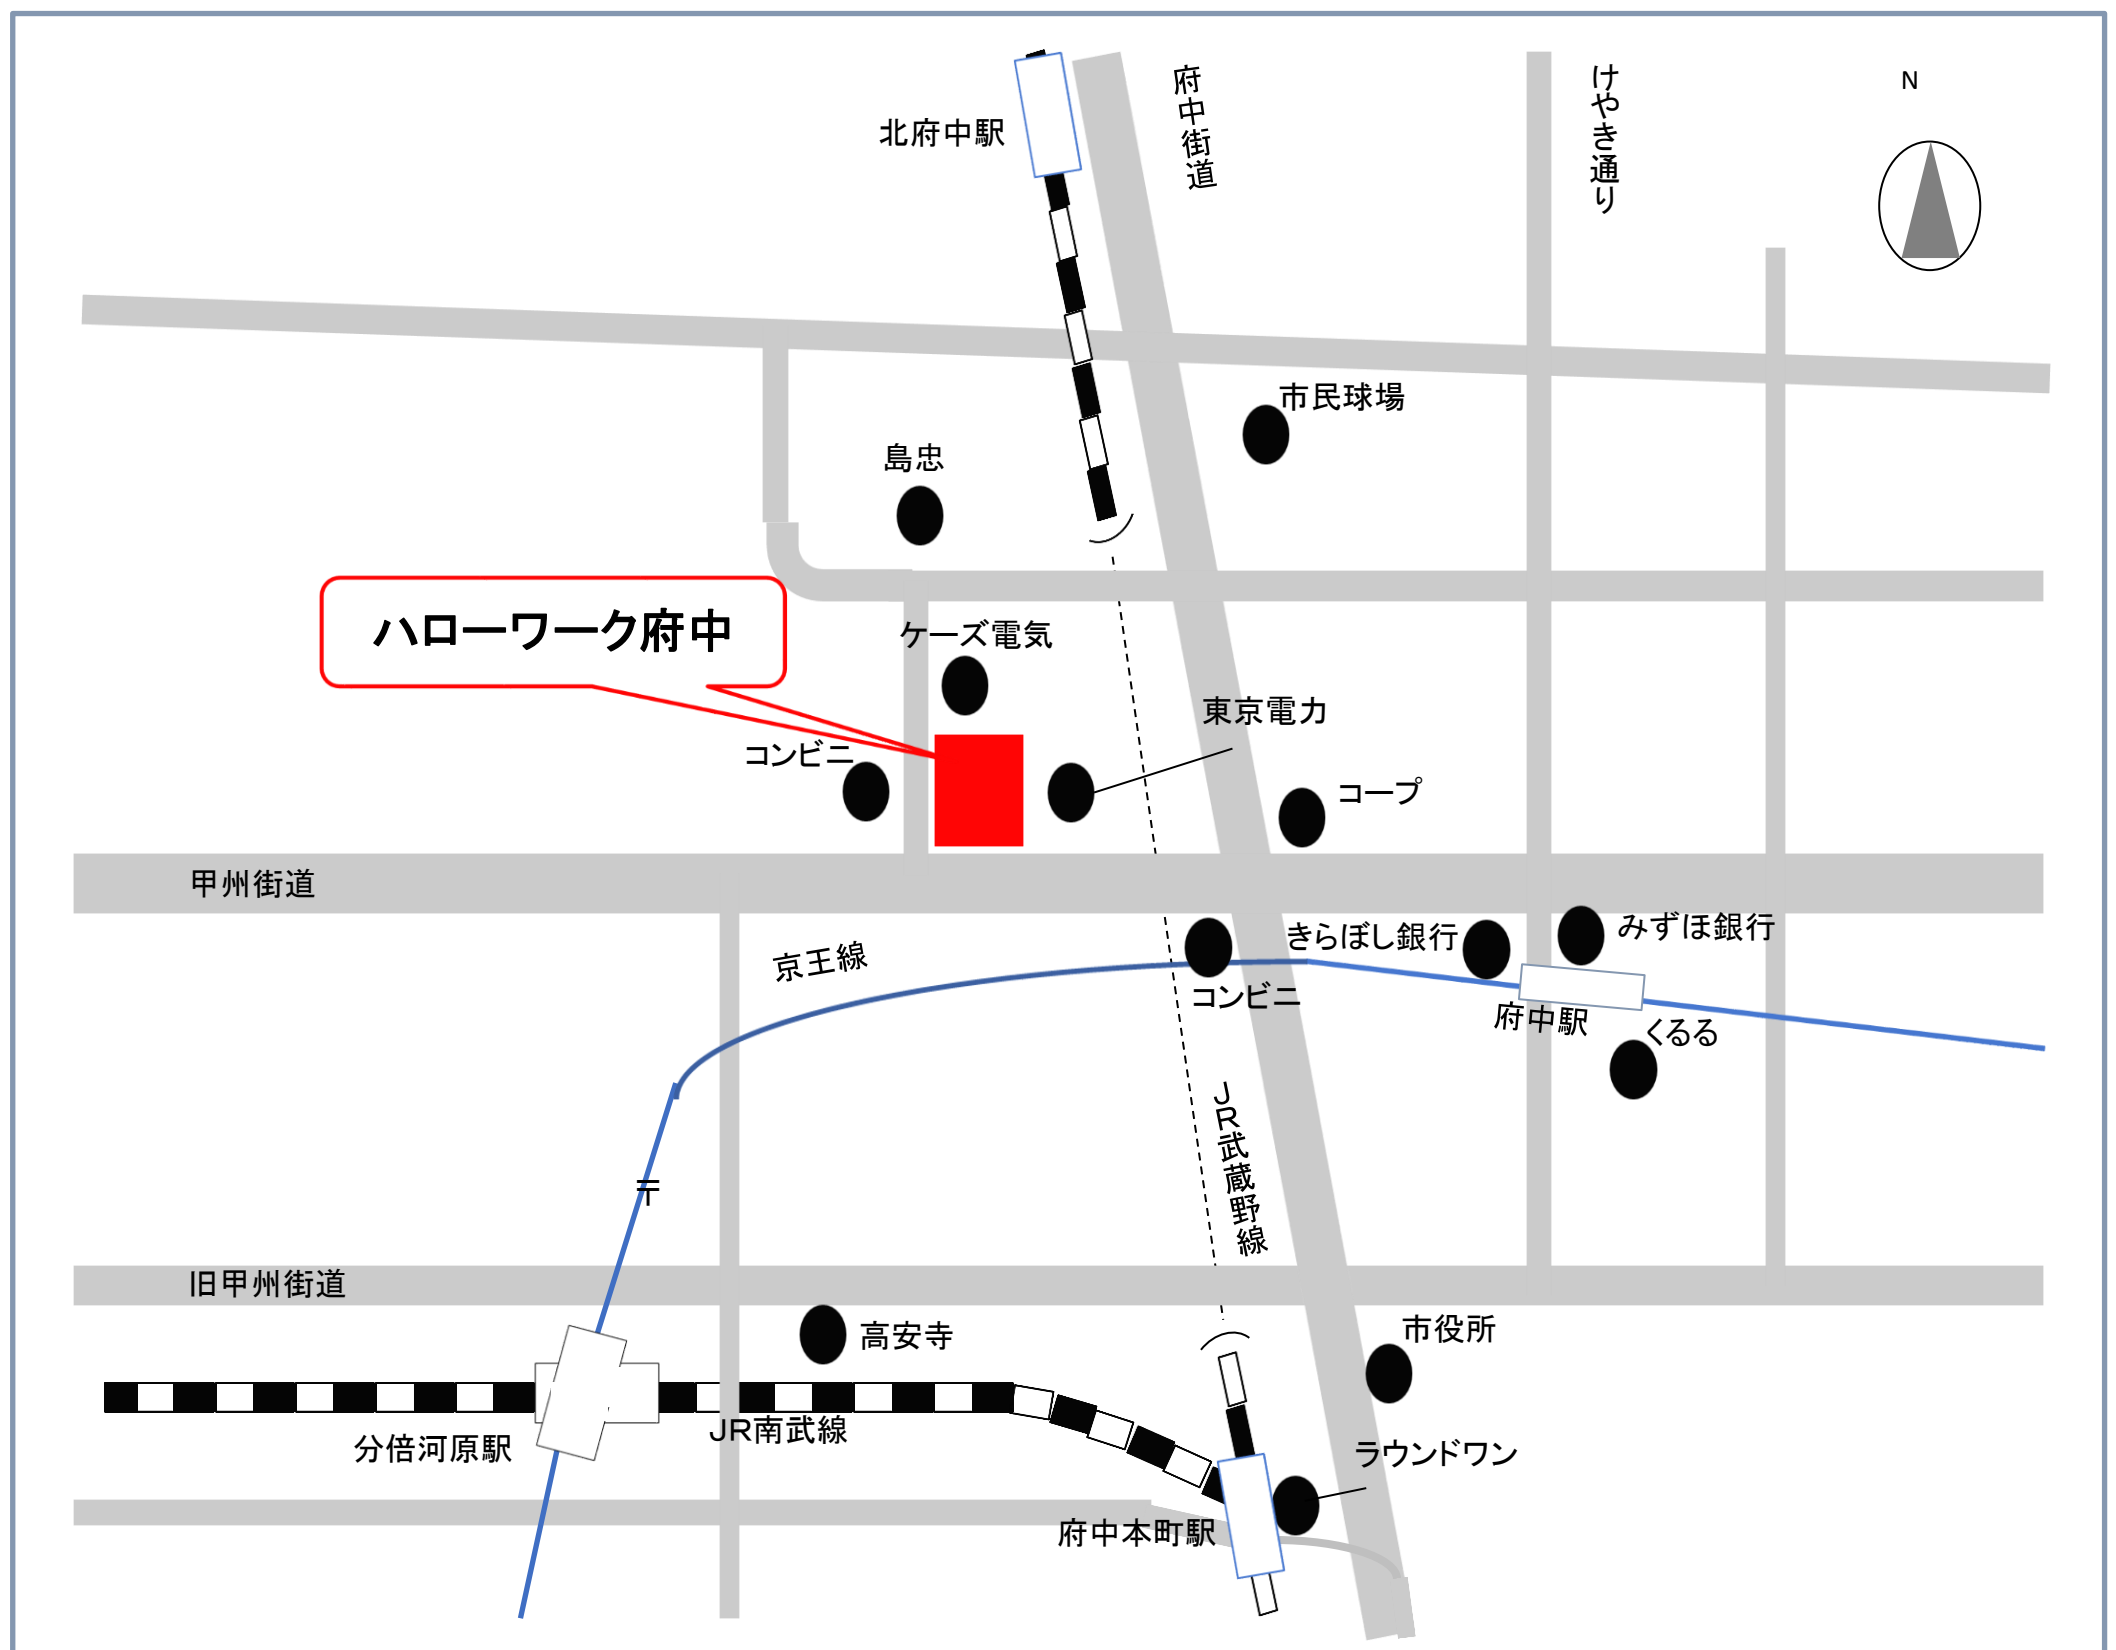 N
府中街道
けやき通り
北府中駅
市民球場
島忠
ハローワーク府中
ケーズ電気
東京電力
コンビニ
コープ
甲州街道
京王線
きらぼし銀行
みずほ銀行
コンビニ
府中駅
くるる
JR武蔵野線
〒
旧甲州街道
高安寺
市役所
JR南武線
分倍河原駅
ラウンドワン
府中本町駅